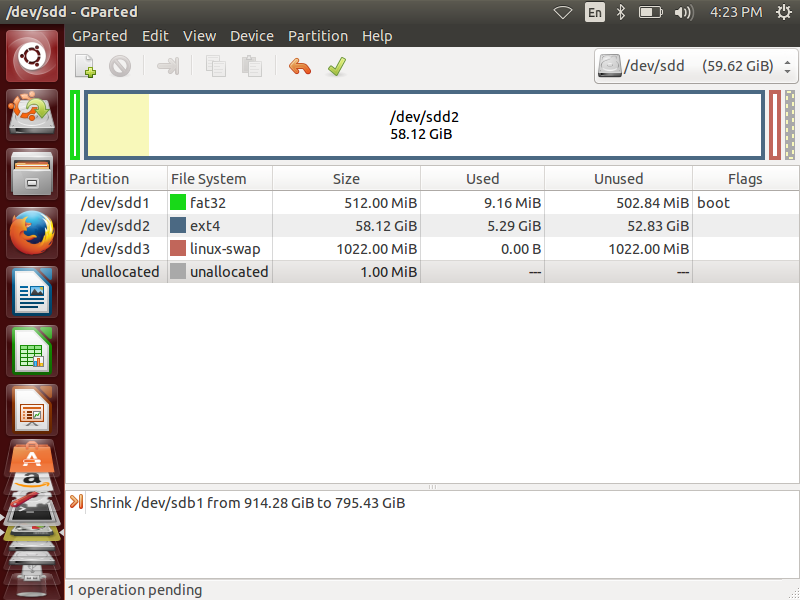 /dev/sdd - GParted
En
4:23 PM
GParted Edit View Device Partition Help
/dev/sdd (59.62 GiB)
/dev/sdd2
58.12 GiB
Partition File System Size Used Unused Flags
/dev/sdd1 fat32 512.00 MiB 9.16 MiB 502.84 MiB boot
/dev/sdd2 ext4 58.12 GiB 5.29 GiB 52.83 GiB
/dev/sdd3 linux-swap 1022.00 MiB 0.00 B 1022.00 MiB
unallocated unallocated 1.00 MiB --- ---
Shrink /dev/sdb1 from 914.28 GiB to 795.43 GiB
1 operation pending